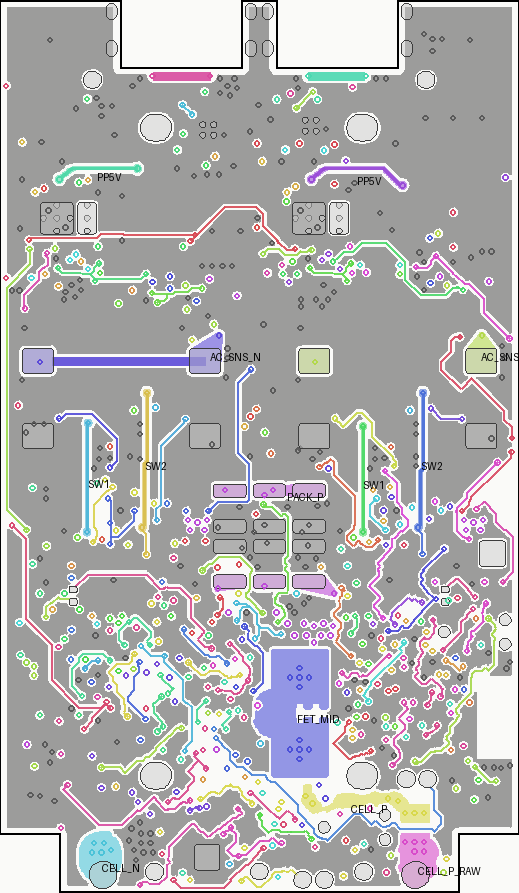 PP5V
PP5V
AC_SNS_N
AC_SNS
SW1
SW2
SW1
SW2
PACK_P
FET_MID
CELL_P
CELL_N
CELL_P_RAW